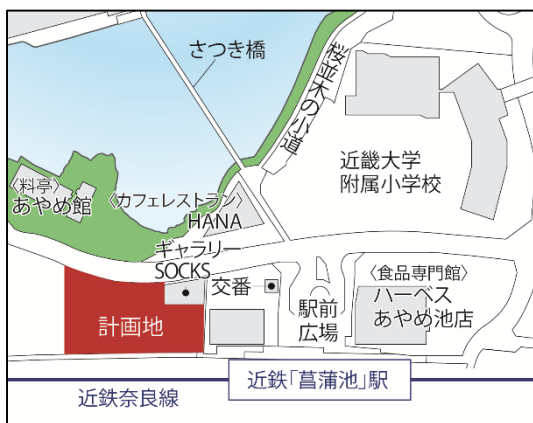 さつき橋
桜並木の小道
近畿大学
附属小学校
〈料亭〉
あやめ館
〈カフェレストラン〉
HANA
ギャラリー
SOCKS
交番
駅前
広場
〈食品専門館〉
ハーベス
あやめ池店
計画地
近鉄奈良線
近鉄「菖蒲池」駅